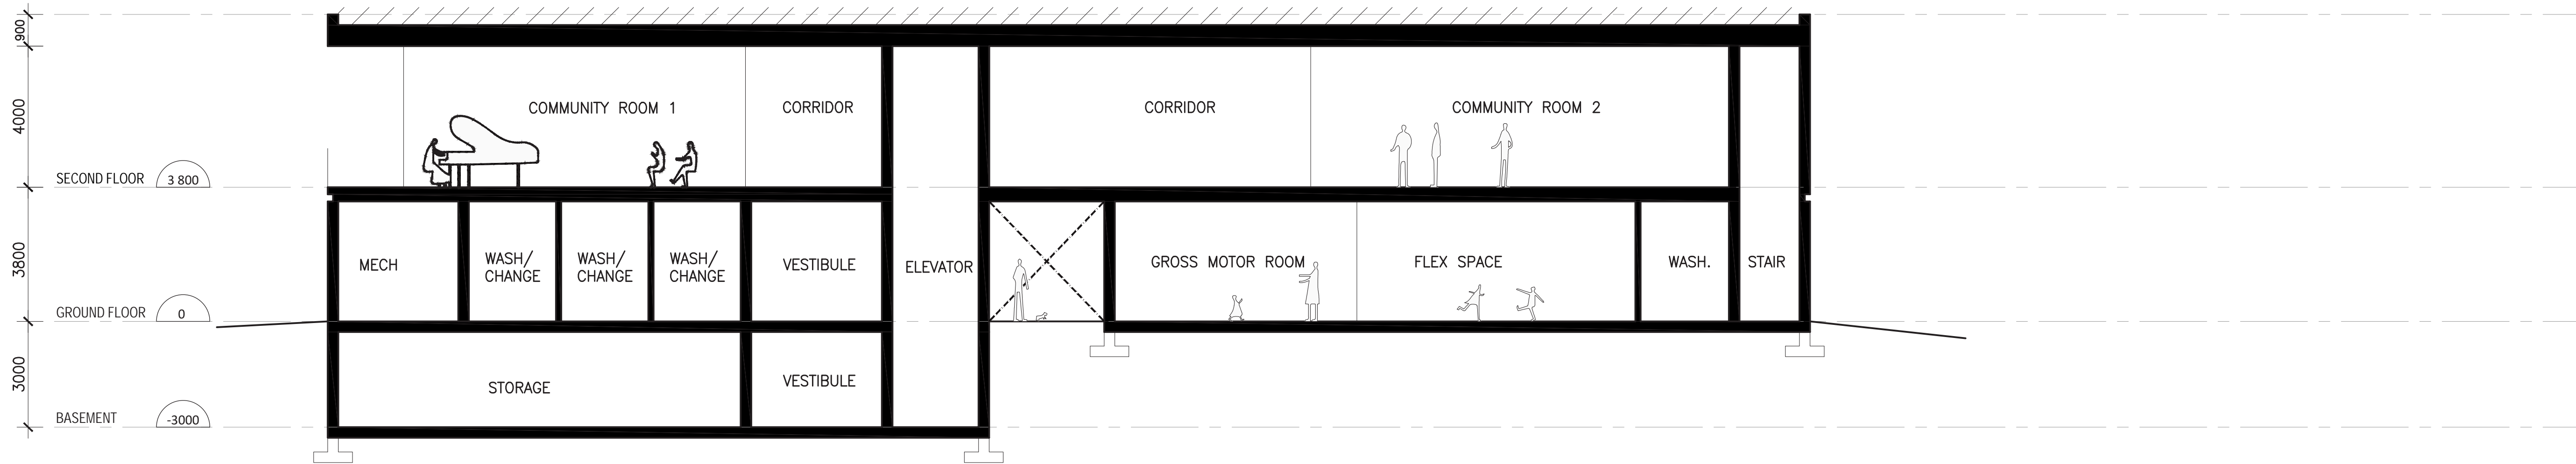 900
4000
COMMUNITY ROOM 1
CORRIDOR
CORRIDOR
COMMUNITY ROOM 2
SECOND FLOOR
3 800
3800
MECH
WASH/
CHANGE
WASH/
CHANGE
WASH/
CHANGE
VESTIBULE
ELEVATOR
GROSS MOTOR ROOM
FLEX SPACE
WASH.
STAIR
GROUND FLOOR
0
3000
STORAGE
VESTIBULE
BASEMENT
-3000